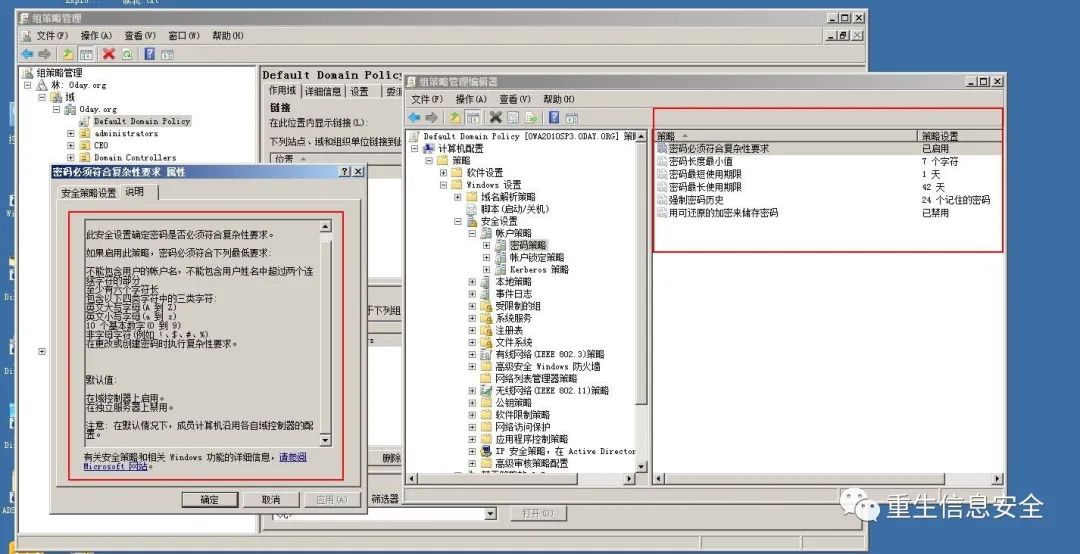 组策略管理
文件(F) 操作(A) 查看(V) 窗口(W) 帮助(H)
组策略管理
林: 0day.org
域
0day.org
Default Domain Policy
administrators
CEO
Domain Controllers
Default Domain Policy
作用域 详细信息 设置
链接
在此位置内显示链接(L):
下列站点、域和组织单位链接到此
位置
删除
筛选器
打开(O)
密码必须符合复杂性要求 属性
安全策略设置 说明
此安全设置确定密码是否必须符合复杂性要求。
如果启用此策略，密码必须符合下列最低要求:
不能包含用户的帐户名，不能包含用户姓名中超过两个连
续字符的部分
至少有六个字符长
包含以下四类字符中的三类字符:
英文大写字母(A 到 Z)
英文小写字母(a 到 z)
10 个基本数字(0 到 9)
非字母字符(例如 !、$、#、%)
在更改或创建密码时执行复杂性要求。
默认值:
在域控制器上启用。
在独立服务器上禁用。
注意: 在默认情况下，成员计算机沿用各自域控制器的配
置。
有关安全策略和相关 Windows 功能的详细信息，请参阅
Microsoft 网站。
确定 取消 应用(A)
组策略管理编辑器
文件(F) 操作(A) 查看(V) 帮助(H)
Default Domain Policy [OWA2010SP3.0DAY.ORG] 策略
计算机配置
策略
软件设置
Windows 设置
域名解析策略
脚本(启动/关机)
安全设置
帐户策略
密码策略
帐户锁定策略
Kerberos 策略
本地策略
事件日志
受限制的组
系统服务
注册表
文件系统
有线网络(IEEE 802.3)策略
高级安全 Windows 防火墙
网络列表管理器策略
无线网络(IEEE 802.11)策略
公钥策略
软件限制策略
网络访问保护
应用程序控制策略
IP 安全策略，在 Active Director
高级审核策略配置
策略 策略设置
密码必须符合复杂性要求 已启用
密码长度最小值 7 个字符
密码最短使用期限 1 天
密码最长使用期限 42 天
强制密码历史 24 个记住的密码
用可还原的加密来储存密码 已禁用
重生信息安全